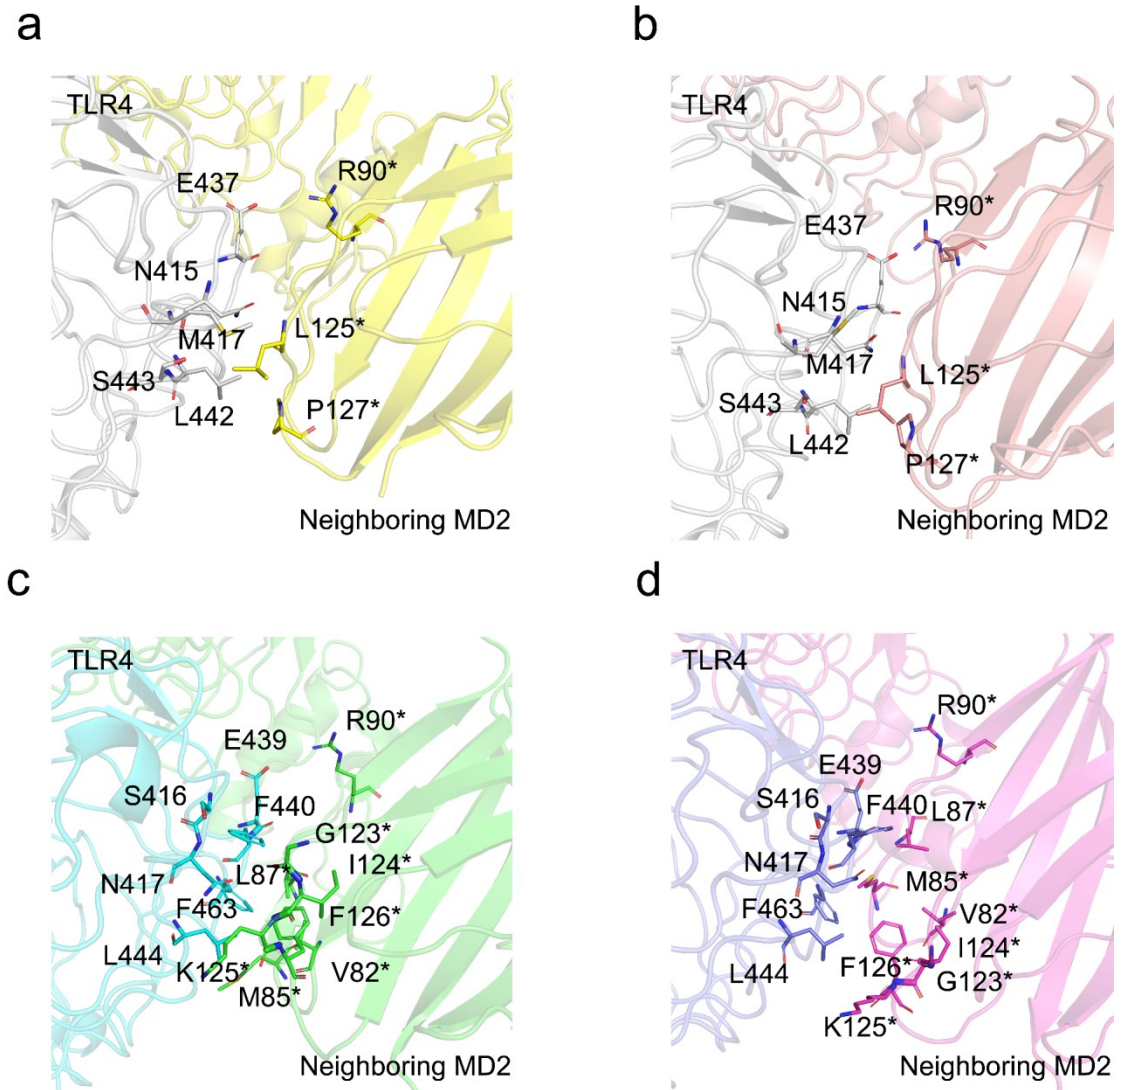 a
TLR4
E437
R90*
N415
M417
L125*
S443
L442
P127*
Neighboring MD2
b
TLR4
E437
R90*
N415
M417
L125*
S443
L442
P127*
Neighboring MD2
c
TLR4
E439
R90*
S416
F440
G123*
I124*
N417
L87*
F463
F126*
L444
K125*
M85*
V82*
Neighboring MD2
d
TLR4
R90*
E439
S416
F440
L87*
N417
M85*
F463
V82*
L444
F126*
I124*
G123*
K125*
Neighboring MD2